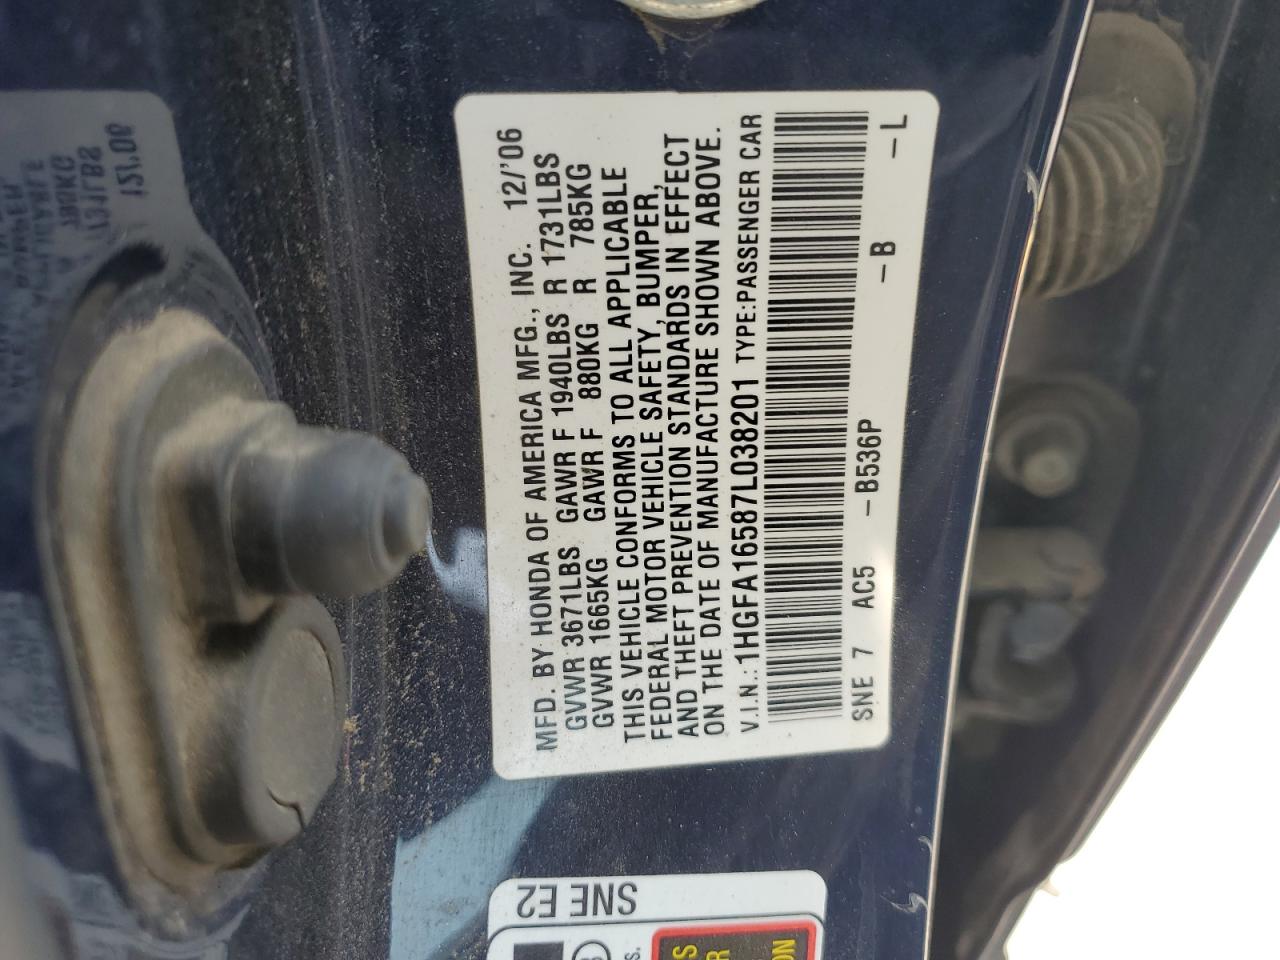 MFD. BY HONDA OF AMERICA MFG., INC. 12/'06
GVWR 3671LBS GAWR F 1940LBS R 1731LBS
GVWR 1665KG GAWR F 880KG R 785KG
THIS VEHICLE CONFORMS TO ALL APPLICABLE
FEDERAL MOTOR VEHICLE SAFETY, BUMPER,
AND THEFT PREVENTION STANDARDS IN EFFECT
ON THE DATE OF MANUFACTURE SHOWN ABOVE.
V.I.N.: 1HGFA16587L038201 TYPE:PASSENGER CAR
SNE 7 AC5 -B536P -B -L
SNE E2